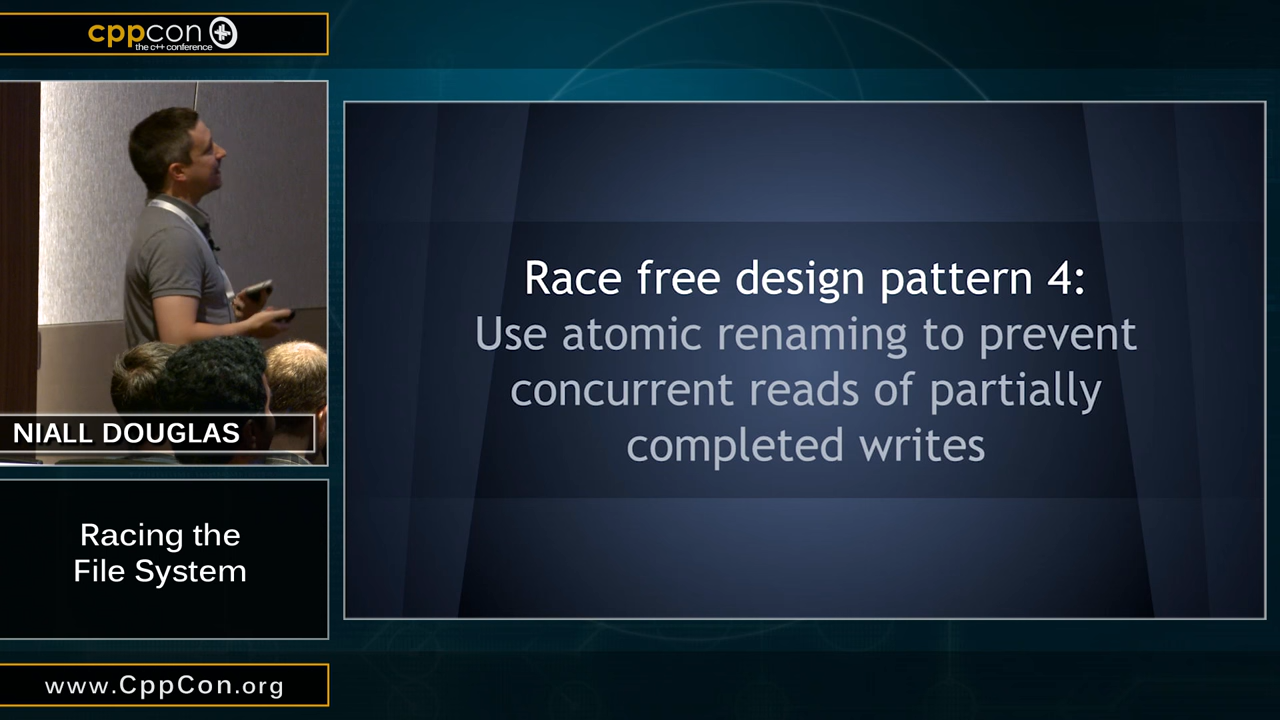 cppcon
the c++ conference
NIALL DOUGLAS
Racing the
File System
www.CppCon.org
Race free design pattern 4:
Use atomic renaming to prevent
concurrent reads of partially
completed writes